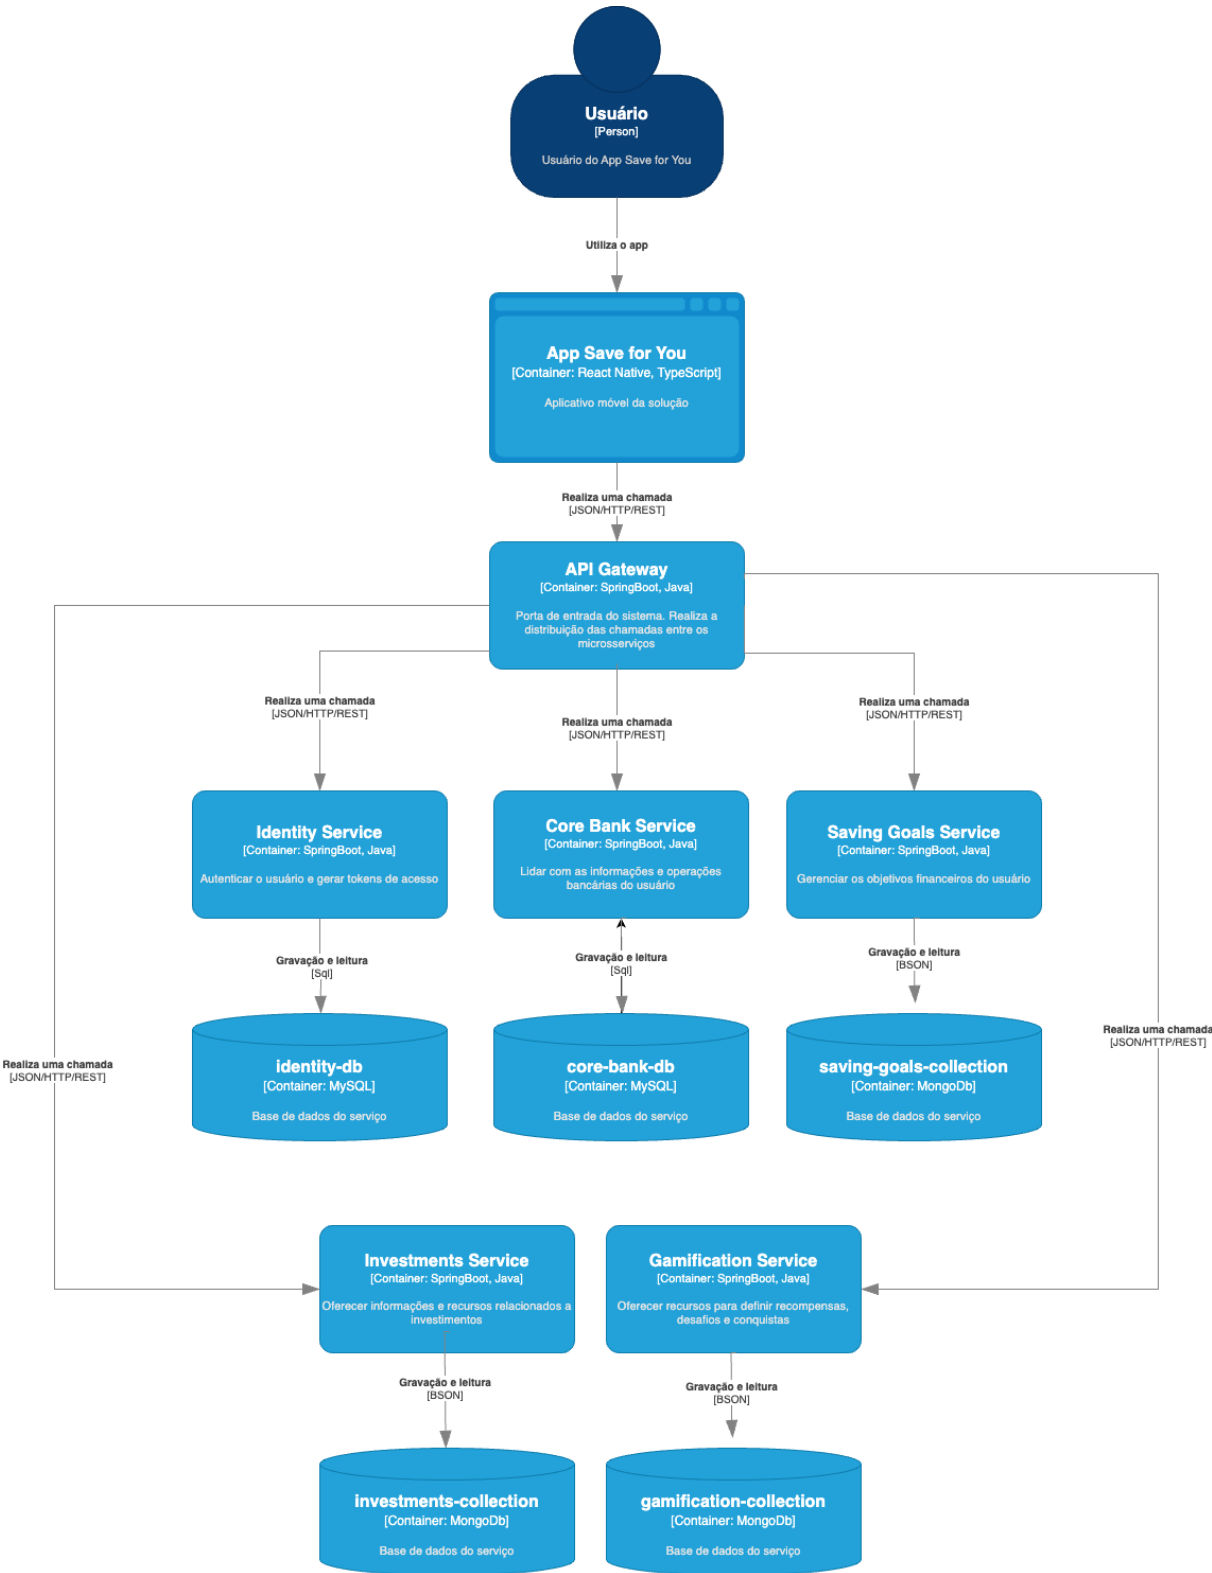 Usuário
[Person]
Usuário do App Save for You
Utiliza o app
App Save for You
[Container: React Native, TypeScript]
Aplicativo móvel da solução
Realiza uma chamada
[JSON/HTTP/REST]
API Gateway
[Container: SpringBoot, Java]
Porta de entrada do sistema. Realiza a
distribuição das chamadas entre os
microsserviços
Realiza uma chamada
[JSON/HTTP/REST]
Realiza uma chamada
[JSON/HTTP/REST]
Realiza uma chamada
[JSON/HTTP/REST]
Identity Service
[Container: SpringBoot, Java]
Autenticar o usuário e gerar tokens de acesso
Core Bank Service
[Container: SpringBoot, Java]
Lidar com as informações e operações
bancárias do usuário
Saving Goals Service
[Container: SpringBoot, Java]
Gerenciar os objetivos financeiros do usuário
Gravação e leitura
[Sql]
Gravação e leitura
[Sql]
Gravação e leitura
[BSON]
Realiza uma chamada
[JSON/HTTP/REST]
identity-db
[Container: MySQL]
Base de dados do serviço
core-bank-db
[Container: MySQL]
Base de dados do serviço
saving-goals-collection
[Container: MongoDb]
Base de dados do serviço
Realiza uma chamada
[JSON/HTTP/REST]
Investments Service
[Container: SpringBoot, Java]
Oferecer informações e recursos relacionados a
investimentos
Gamification Service
[Container: SpringBoot, Java]
Oferecer recursos para definir recompensas,
desafios e conquistas
Gravação e leitura
[BSON]
Gravação e leitura
[BSON]
investments-collection
[Container: MongoDb]
Base de dados do serviço
gamification-collection
[Container: MongoDb]
Base de dados do serviço